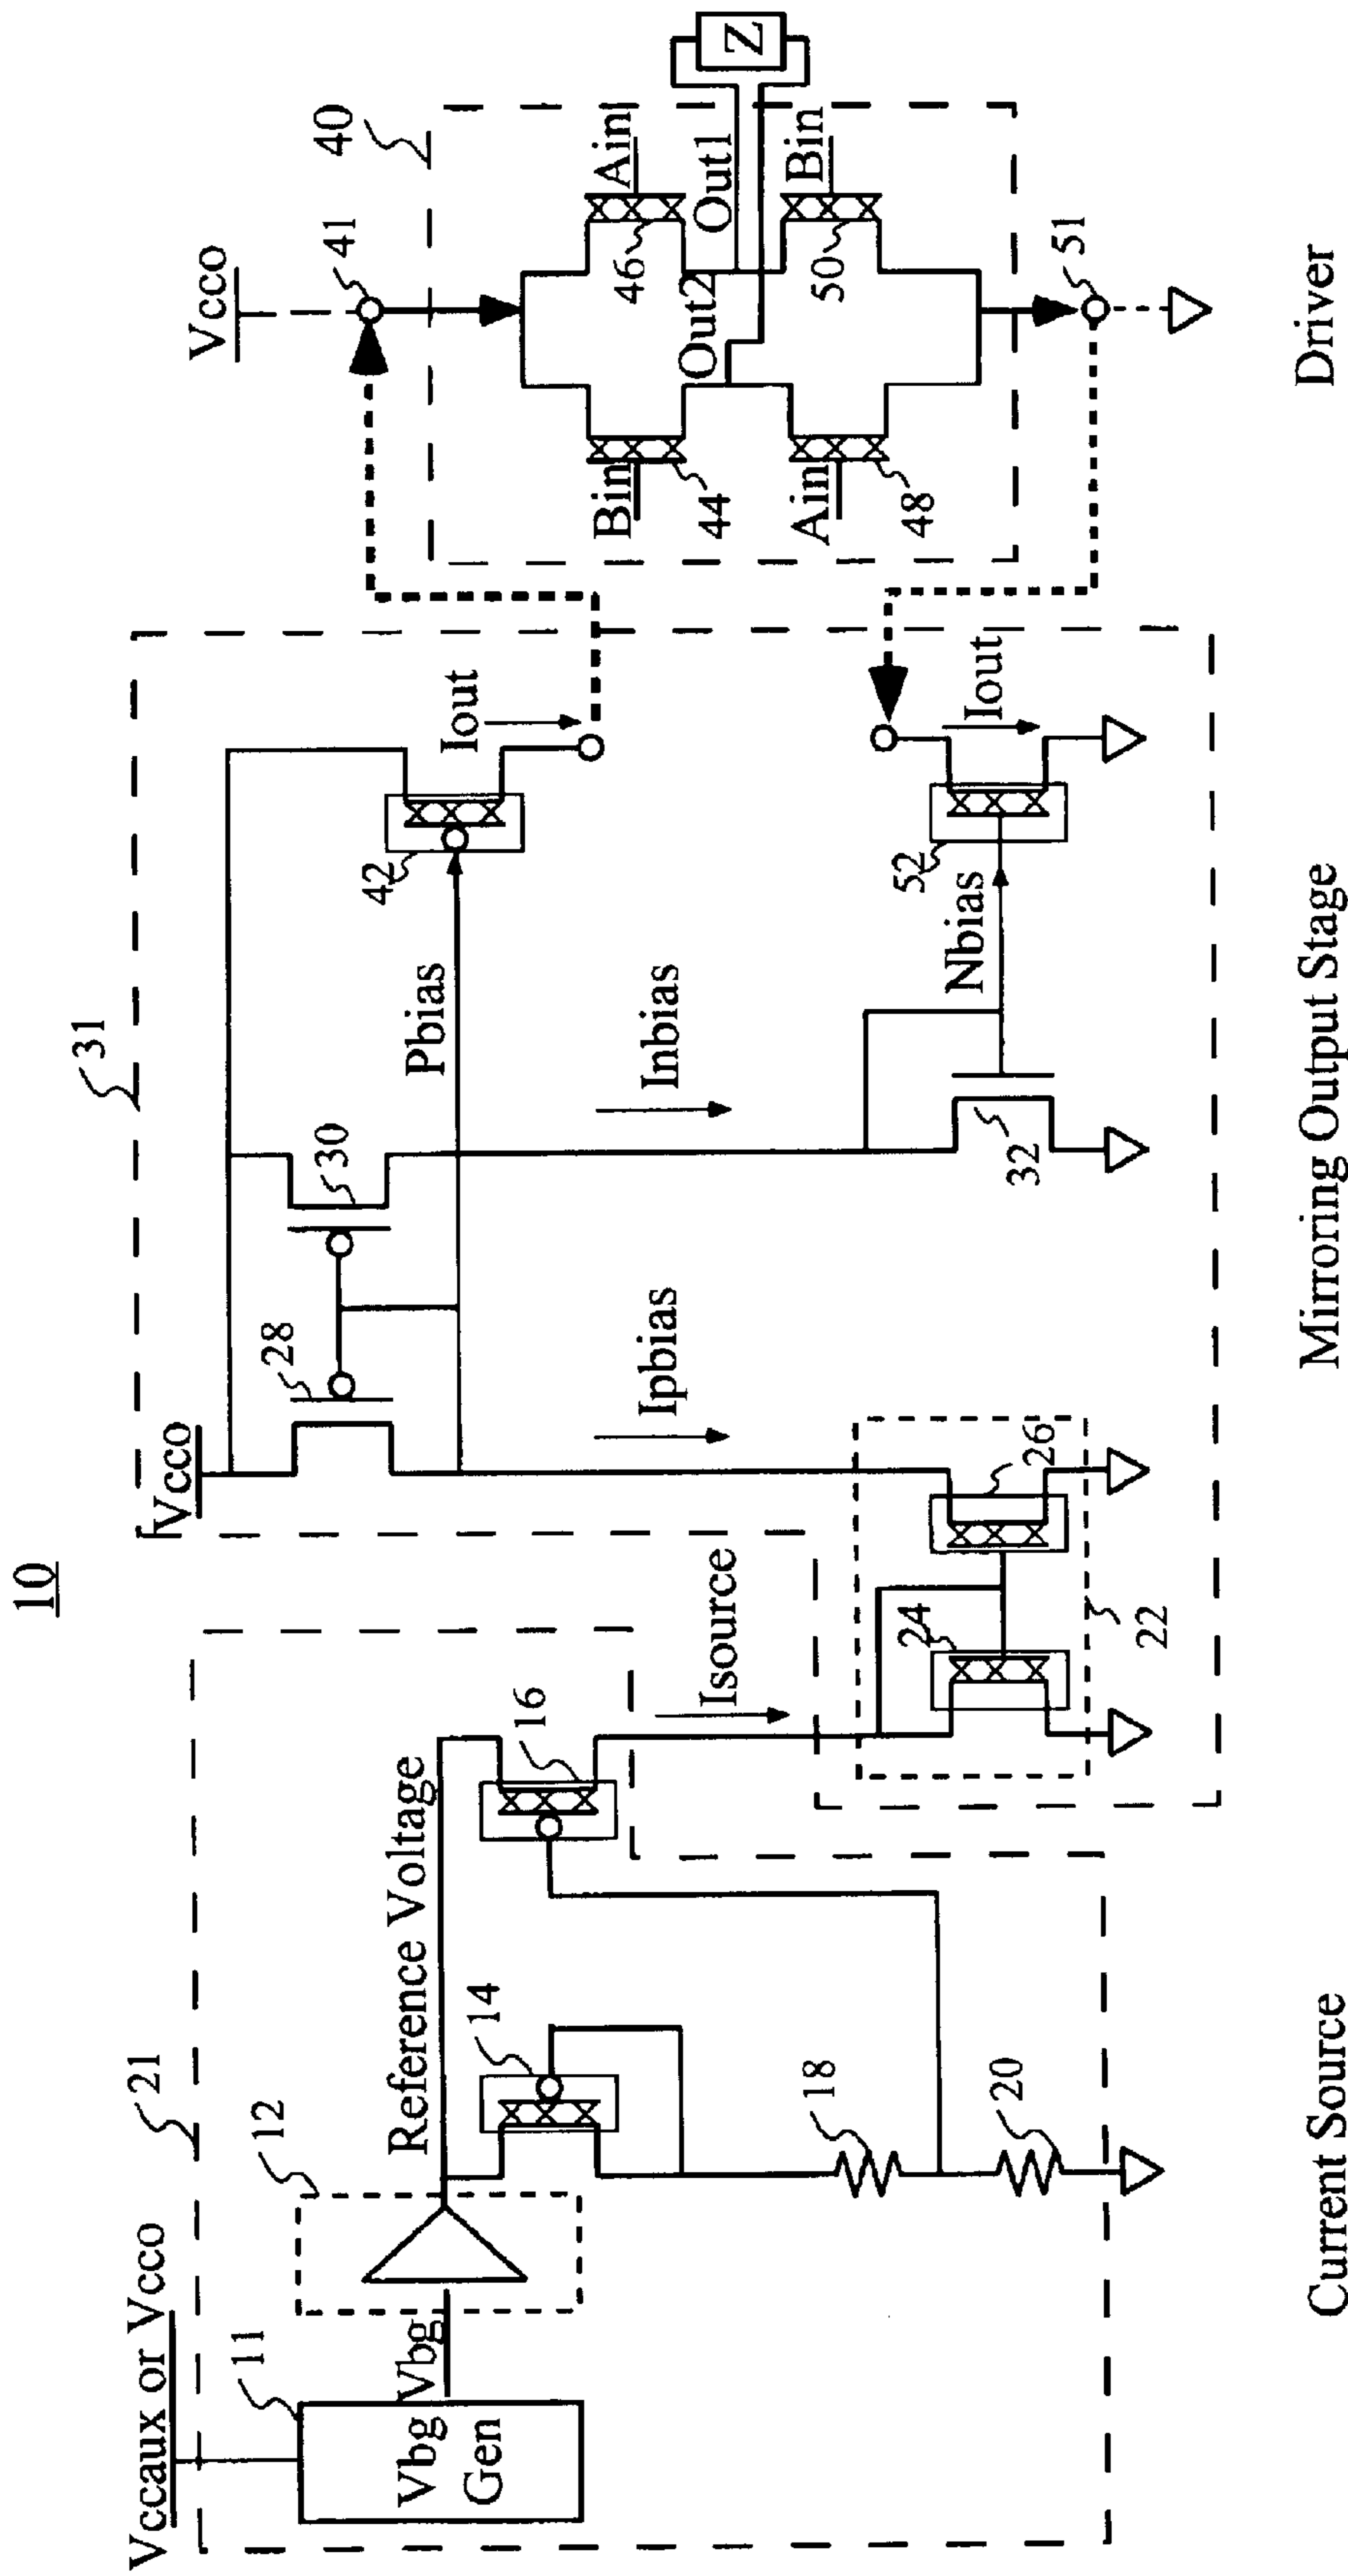 10
Vccaux or Vcco
21
11
Vbg
Gen
Vbg
12
Reference Voltage
14
16
18
20
Isource
Current Source
31
Vcco
28
30
Pbias
42
Iout
Ipbias
Inbias
24
26
22
32
Nbias
52
Iout
Mirroring Output Stage
Vcco
41
40
Bin
44
46
Ain
Out2
Out1
Z
Ain
48
50
Bin
51
Driver